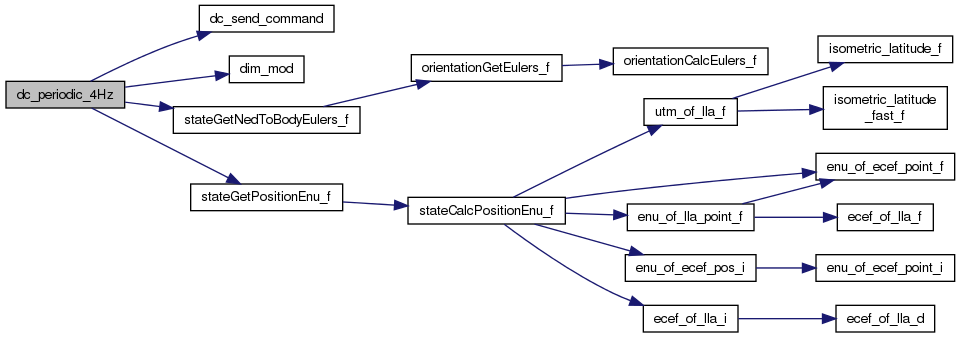 dc_send_command
dim_mod
dc_periodic_4Hz
stateGetNedToBodyEulers_f
stateGetPositionEnu_f
orientationGetEulers_f
orientationCalcEulers_f
stateCalcPositionEnu_f
utm_of_lla_f
isometric_latitude_f
isometric_latitude
_fast_f
enu_of_ecef_point_f
enu_of_lla_point_f
ecef_of_lla_f
enu_of_ecef_pos_i
enu_of_ecef_point_i
ecef_of_lla_i
ecef_of_lla_d